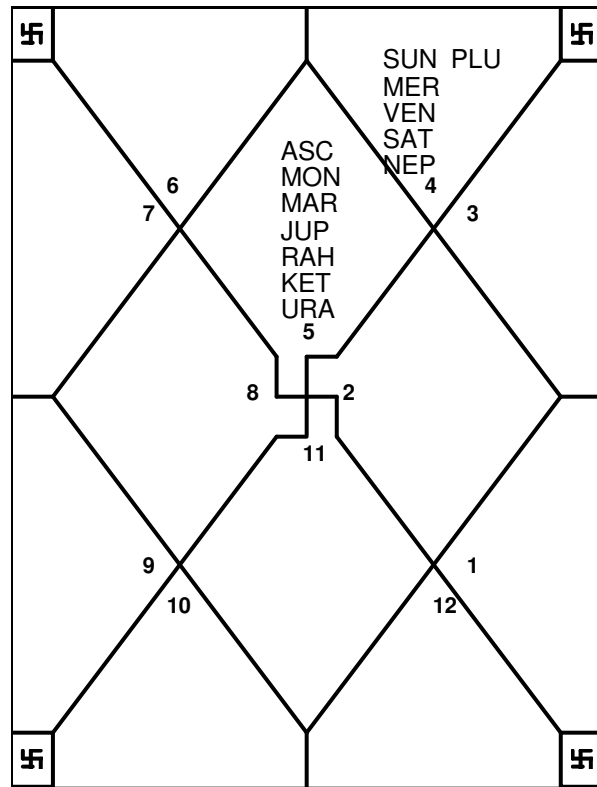 SUN PLU
MER
VEN
SAT
NEP
ASC
MON
MAR
JUP
RAH
KET
URA
6
4
7
3
5
8
2
11
9
1
10
12